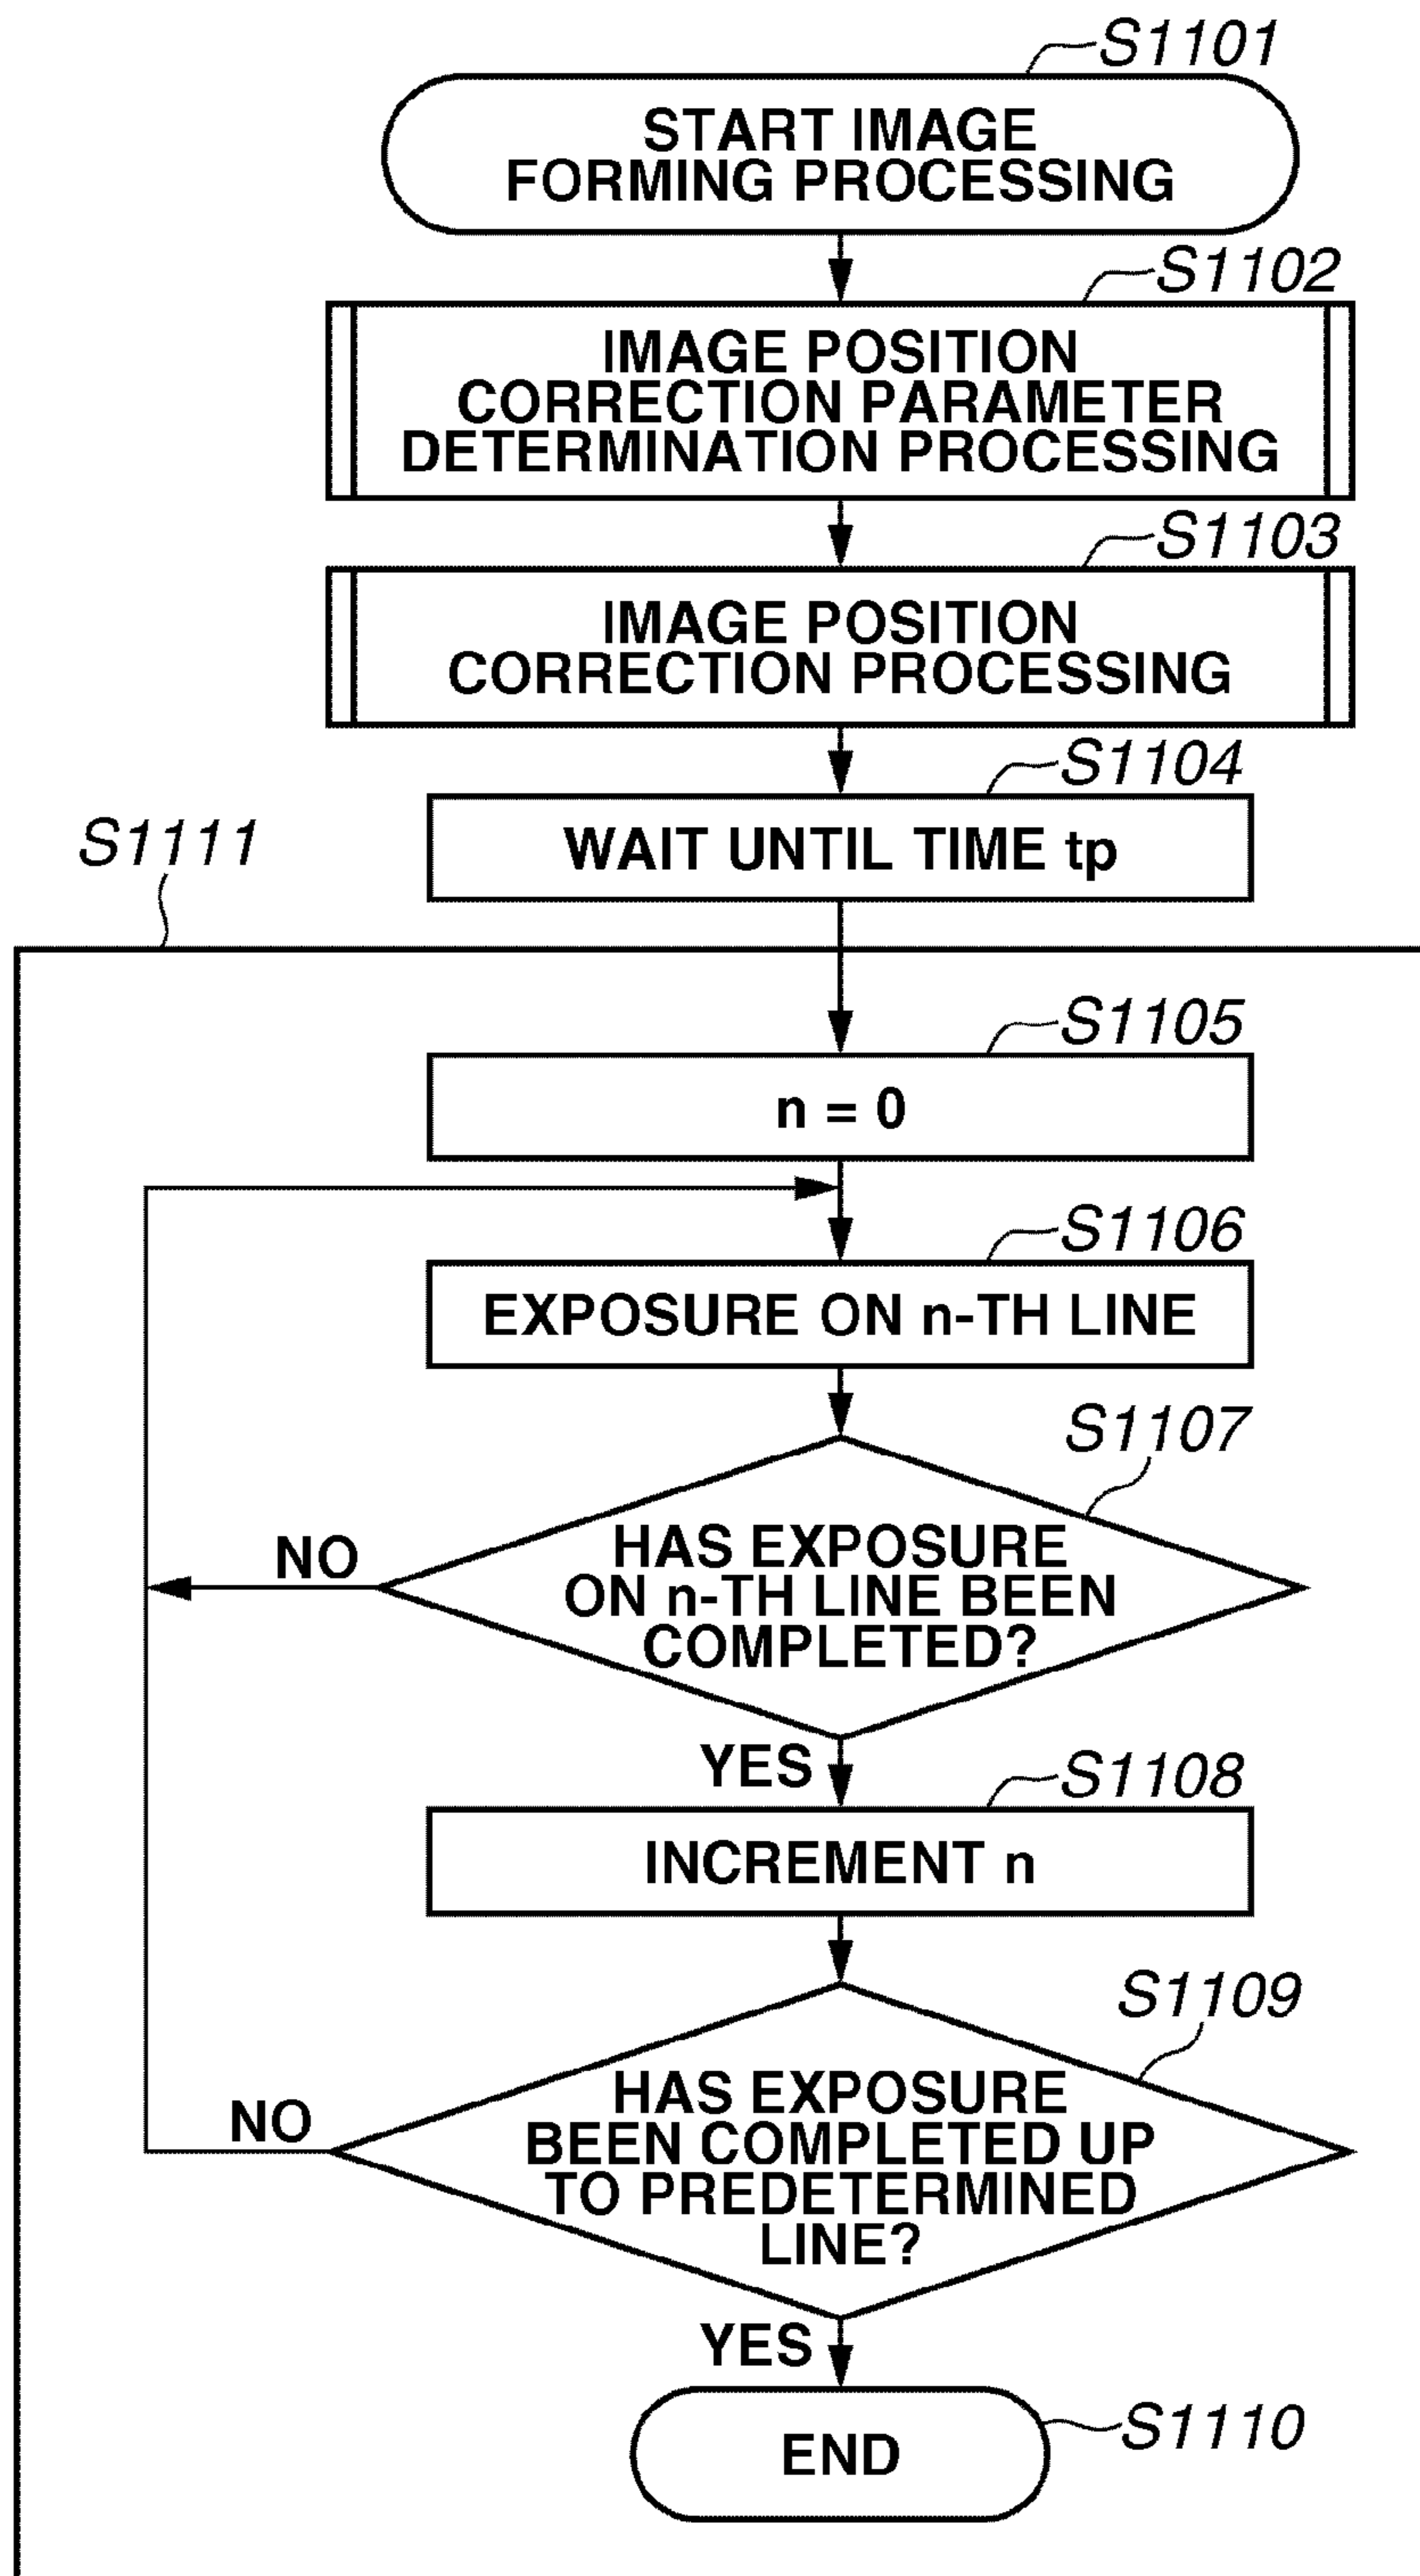 S1101
START IMAGE
FORMING PROCESSING
S1102
IMAGE POSITION
CORRECTION PARAMETER
DETERMINATION PROCESSING
S1103
IMAGE POSITION
CORRECTION PROCESSING
S1104
WAIT UNTIL TIME tp
S1111
S1105
n = 0
S1106
EXPOSURE ON n-TH LINE
S1107
HAS EXPOSURE
ON n-TH LINE BEEN
COMPLETED?
NO
YES
S1108
INCREMENT n
S1109
HAS EXPOSURE
BEEN COMPLETED UP
TO PREDETERMINED
LINE?
NO
YES
S1110
END